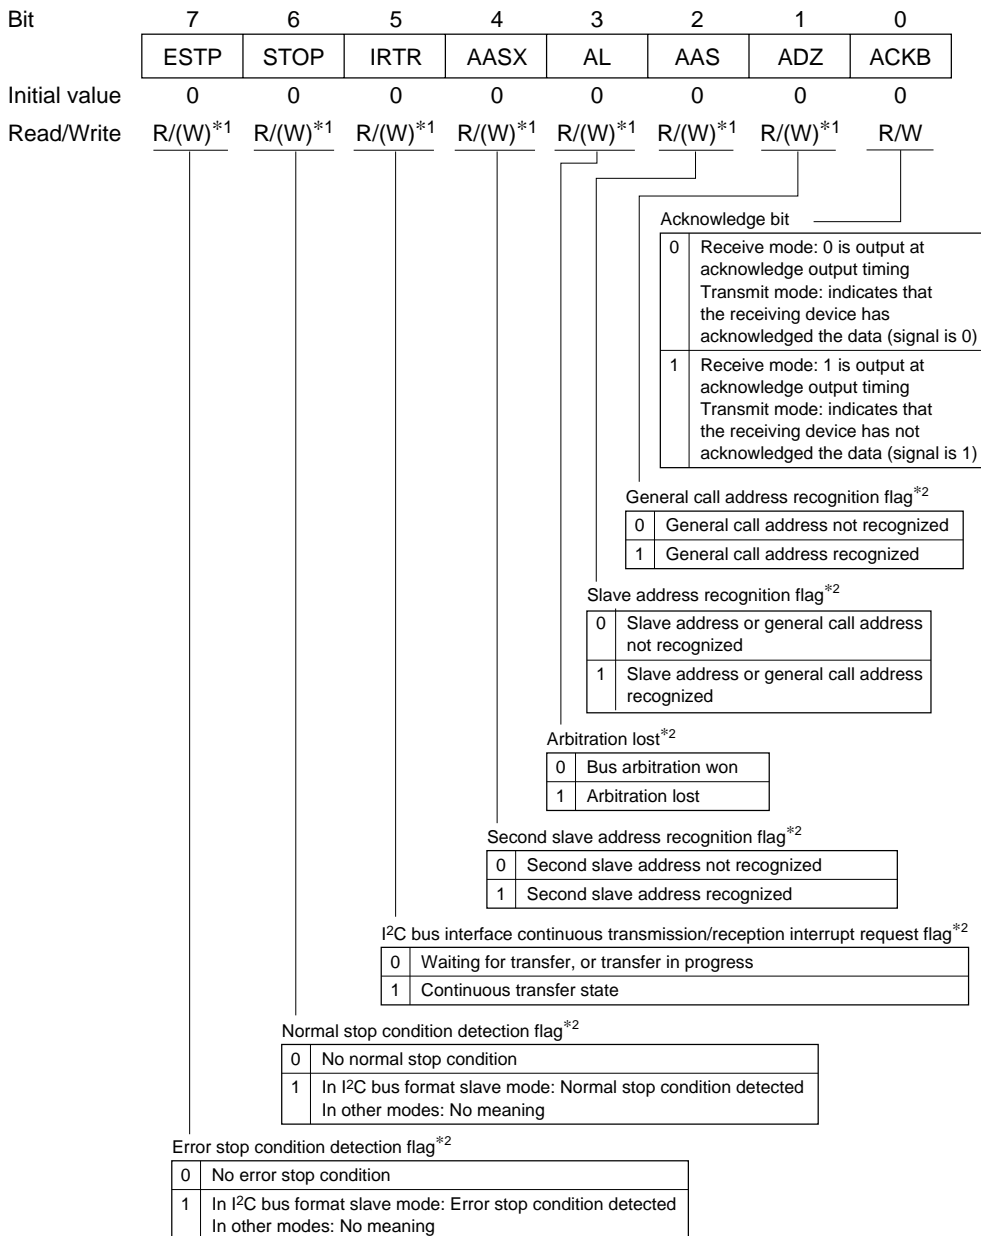 Bit 7 6 5 4 3 2 1 0
ESTP STOP IRTR AASX AL AAS ADZ ACKB
Initial value 0 0 0 0 0 0 0 0
Read/Write R/(W)*1 R/(W)*1 R/(W)*1 R/(W)*1 R/(W)*1 R/(W)*1 R/(W)*1 R/W
Acknowledge bit
0 Receive mode: 0 is output at
acknowledge output timing
Transmit mode: indicates that
the receiving device has
acknowledged the data (signal is 0)
1 Receive mode: 1 is output at
acknowledge output timing
Transmit mode: indicates that
the receiving device has not
acknowledged the data (signal is 1)
General call address recognition flag*2
0 General call address not recognized
1 General call address recognized
Slave address recognition flag*2
0 Slave address or general call address
not recognized
1 Slave address or general call address
recognized
Arbitration lost*2
0 Bus arbitration won
1 Arbitration lost
Second slave address recognition flag*2
0 Second slave address not recognized
1 Second slave address recognized
I2C bus interface continuous transmission/reception interrupt request flag*2
0 Waiting for transfer, or transfer in progress
1 Continuous transfer state
Normal stop condition detection flag*2
0 No normal stop condition
1 In I2C bus format slave mode: Normal stop condition detected
In other modes: No meaning
Error stop condition detection flag*2
0 No error stop condition
1 In I2C bus format slave mode: Error stop condition detected
In other modes: No meaning